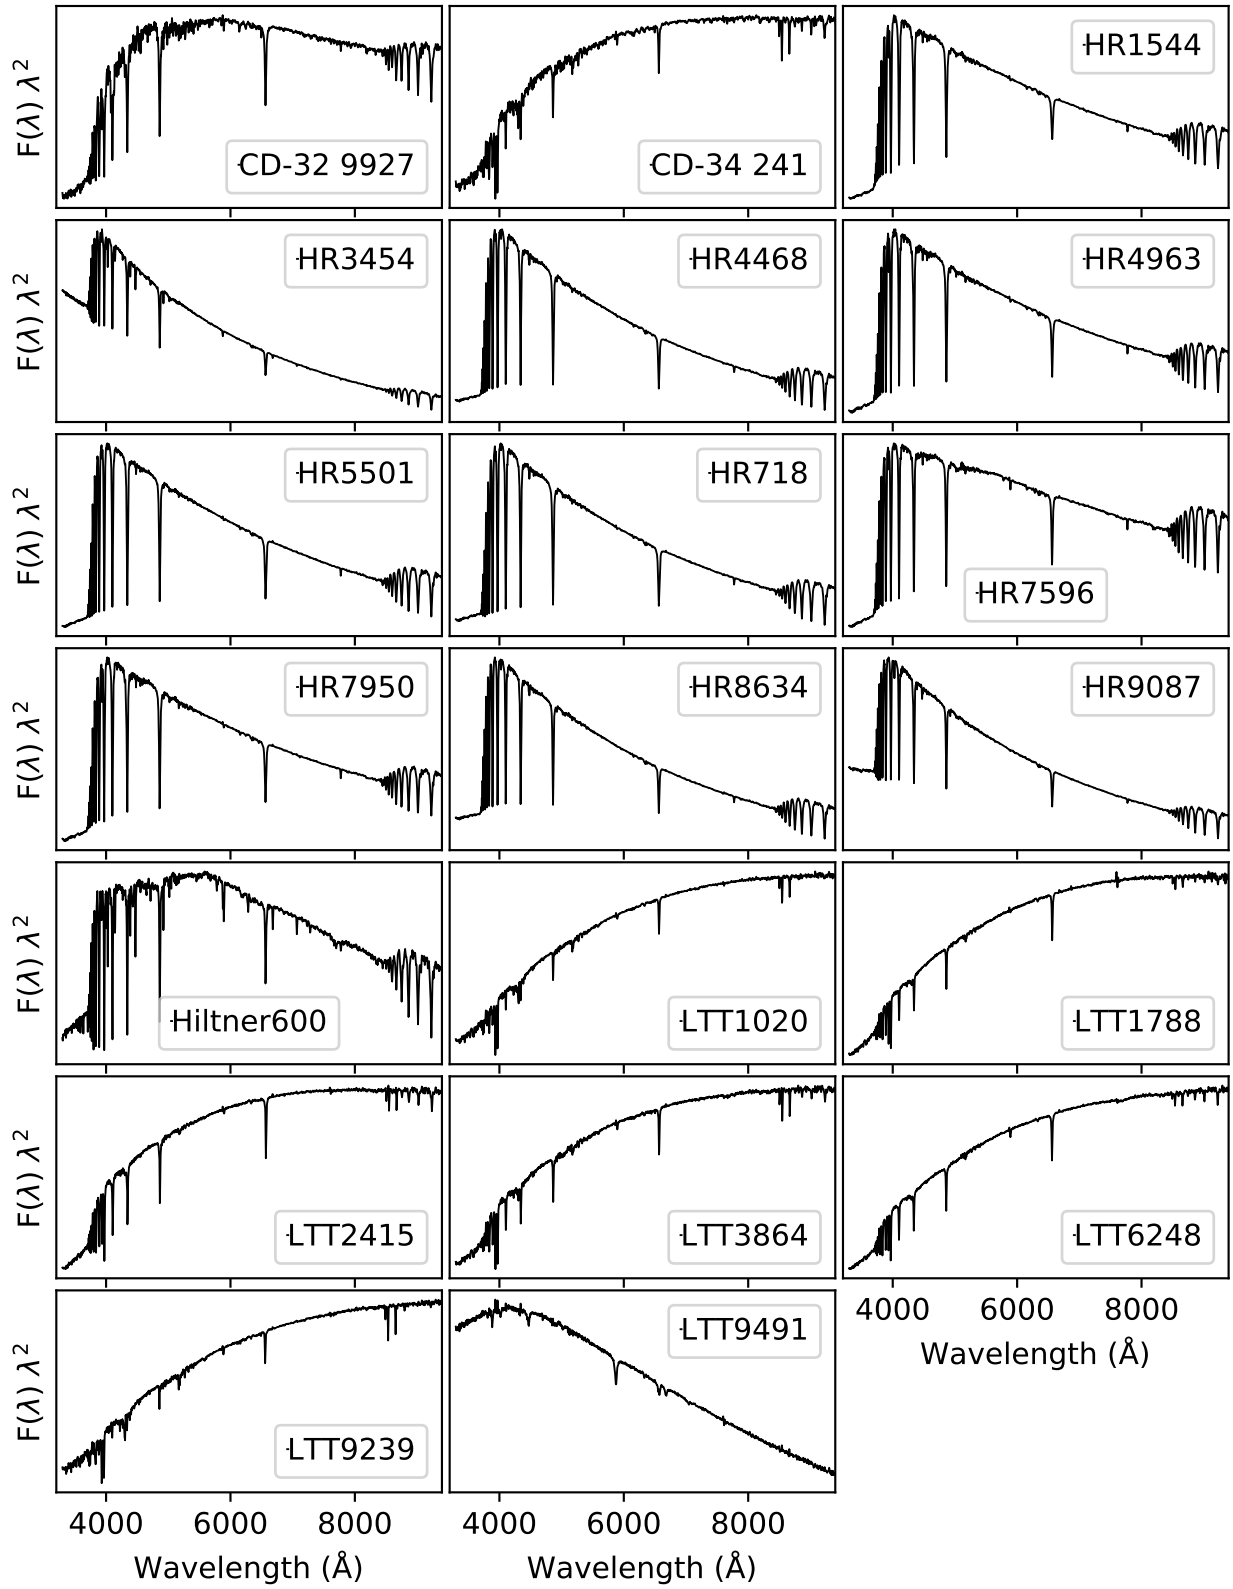 F(λ) λ²
CD-32 9927
CD-34 241
HR1544
F(λ) λ²
HR3454
HR4468
HR4963
F(λ) λ²
HR5501
HR718
HR7596
F(λ) λ²
HR7950
HR8634
HR9087
F(λ) λ²
Hiltner600
LTT1020
LTT1788
F(λ) λ²
LTT2415
LTT3864
LTT6248
4000 6000 8000
Wavelength (Å)
F(λ) λ²
LTT9239
LTT9491
4000 6000 8000
4000 6000 8000
Wavelength (Å)
Wavelength (Å)